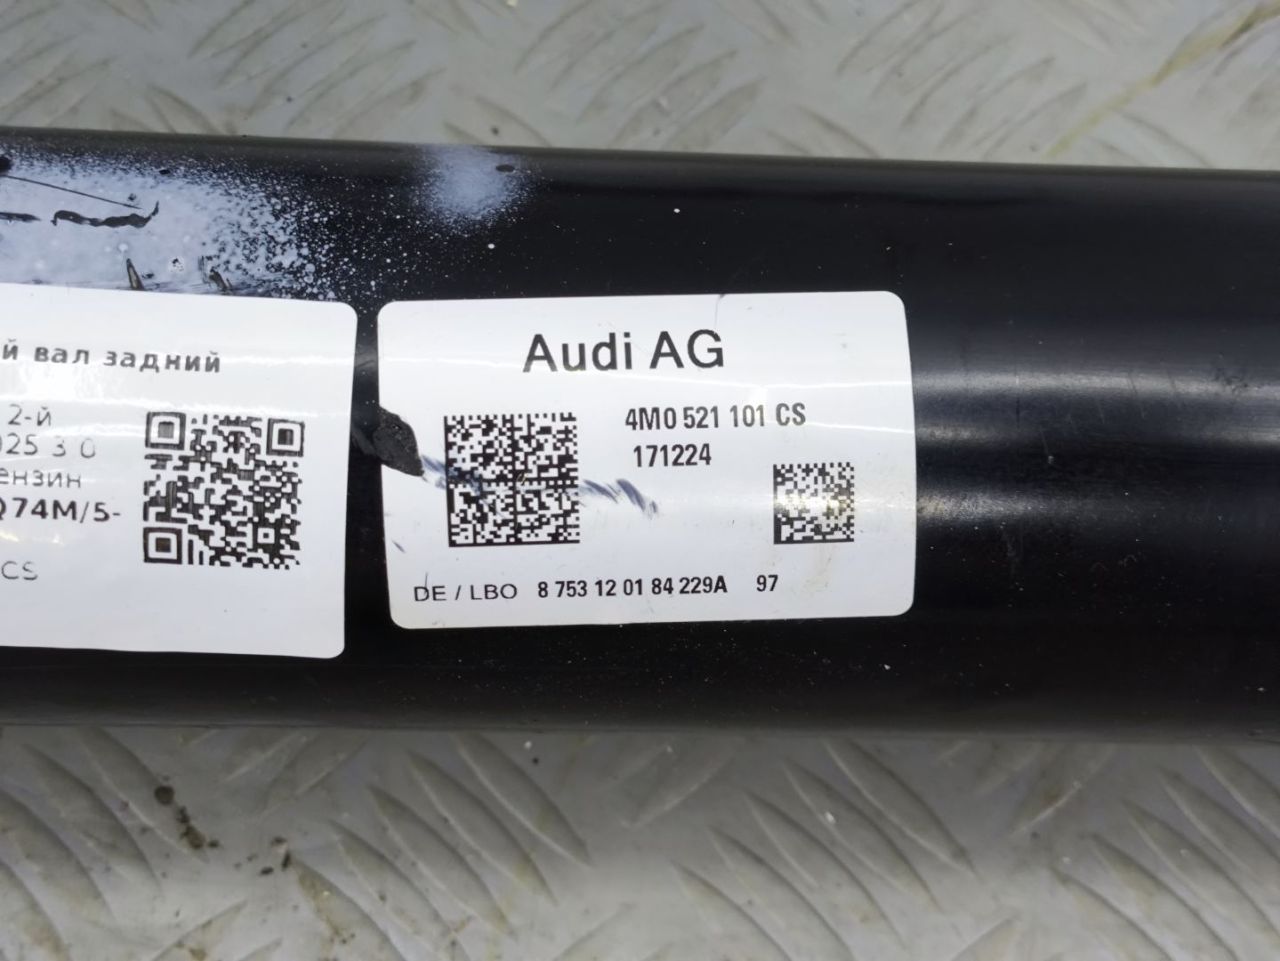 й вал задний
2-й
025 3 0
ензин
Q74M/5-
CS
Audi AG
4M0 521 101 CS
171224
DE / LBO 8 753 12 01 84 229A 97